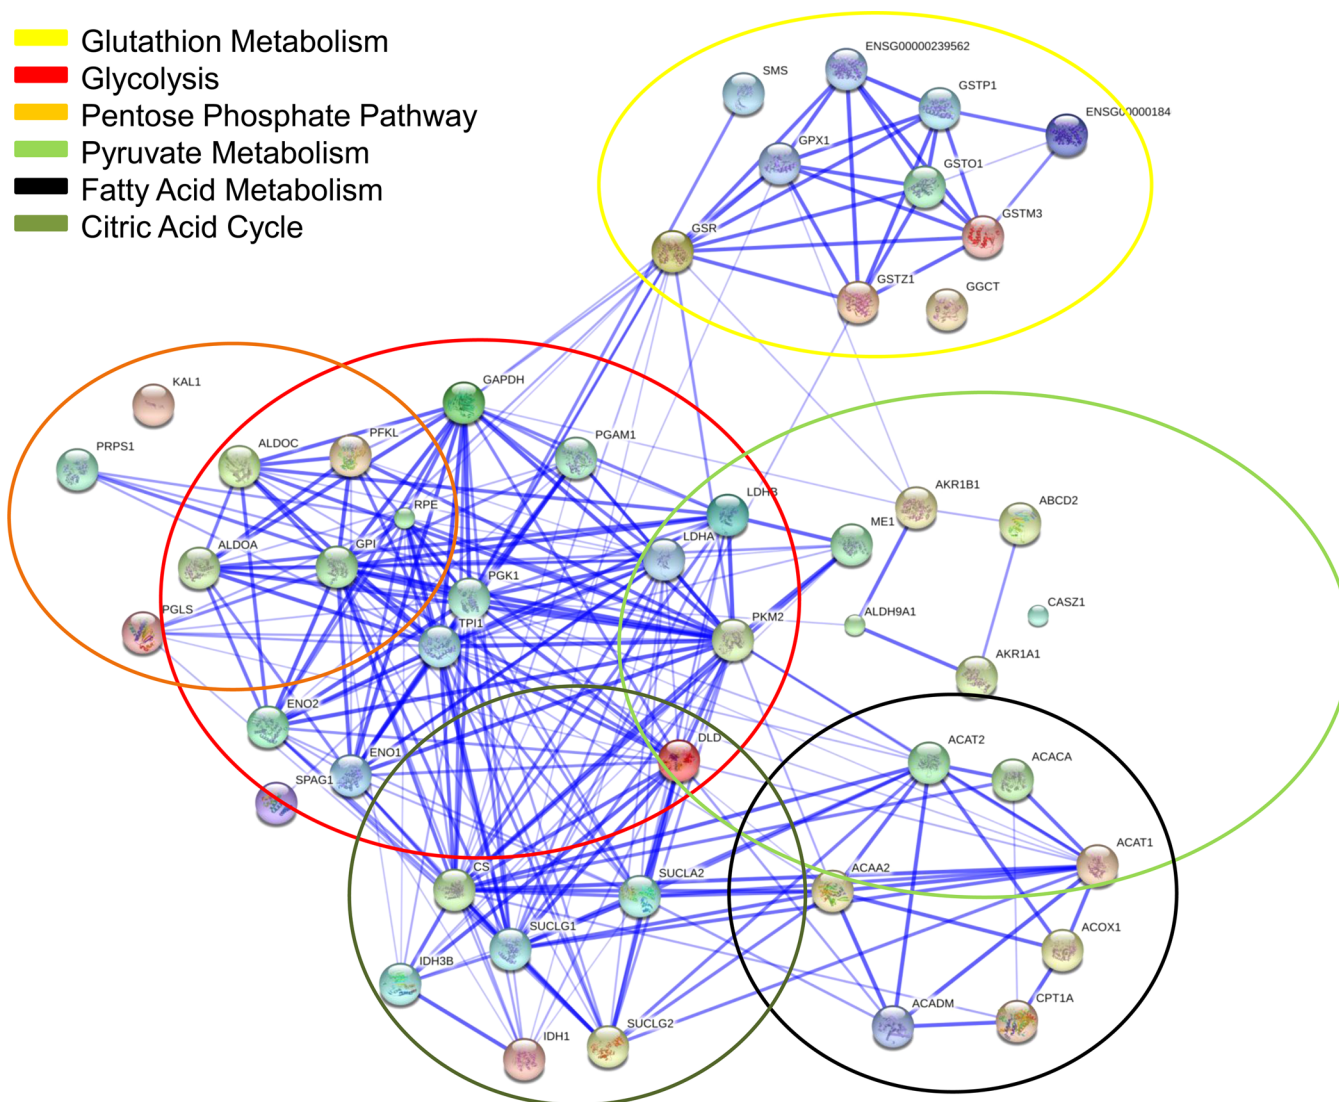 Glutathion Metabolism
Glycolysis
Pentose Phosphate Pathway
Pyruvate Metabolism
Fatty Acid Metabolism
Citric Acid Cycle
ENSG00000239562
SMS
GSTP1
ENSG00000184
GPX1
GSTO1
GSTM3
GSR
GSTZ1
GGCT
KAL1
GAPDH
PRPS1
ALDOC
PFKL
PGAM1
RPE
LDHB
AKR1B1
ABCD2
ME1
ALDOA
GPI
LDHA
PGK1
PGLS
TPI1
PKM2
ALDH9A1
CASZ1
AKR1A1
ENO2
ENO1
DLD
SPAG1
ACAT2
ACACA
CS
SUCLA2
ACAA2
ACAT1
SUCLG1
ACOX1
IDH3B
IDH1
SUCLG2
ACADM
CPT1A